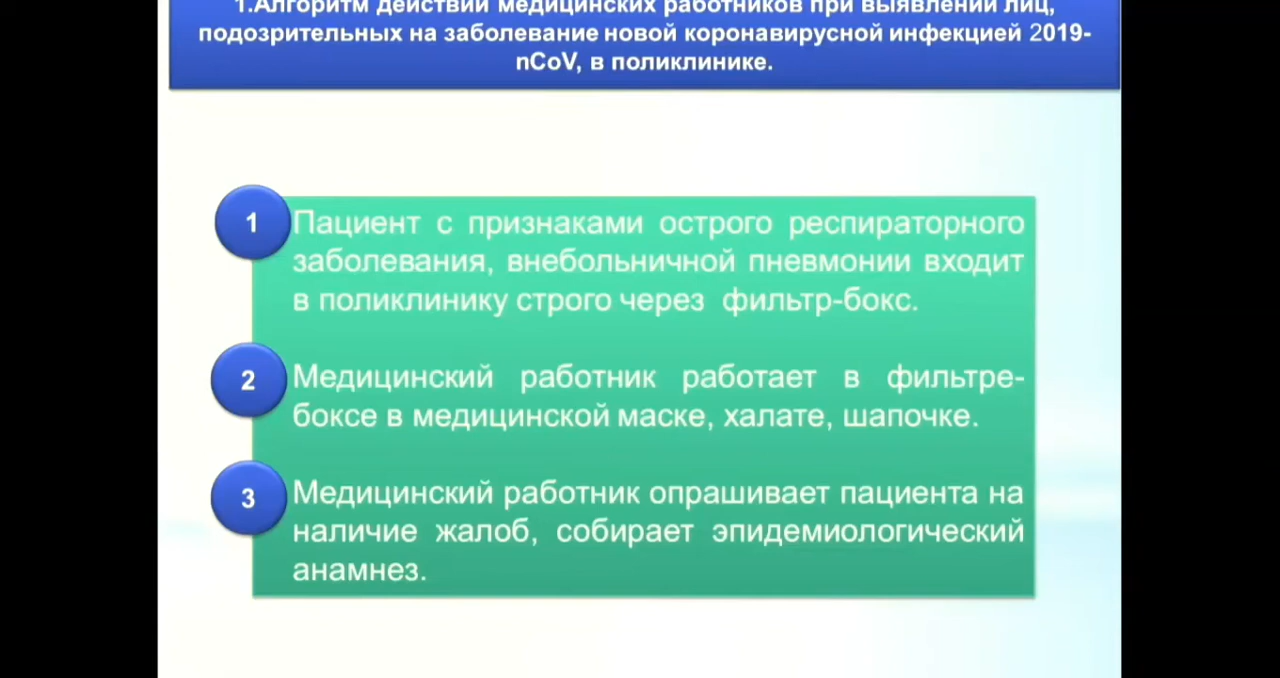 1.Алгоритм действий медицинских работников при выявлении лиц,
подозрительных на заболевание новой коронавирусной инфекцией 2019-
nCoV, в поликлинике.
1
Пациент с признаками острого респираторного
заболевания, внебольничной пневмонии входит
в поликлинику строго через фильтр-бокс.
2
Медицинский работник работает в фильтре-
боксе в медицинской маске, халате, шапочке.
3
Медицинский работник опрашивает пациента на
наличие жалоб, собирает эпидемиологический
анамнез.